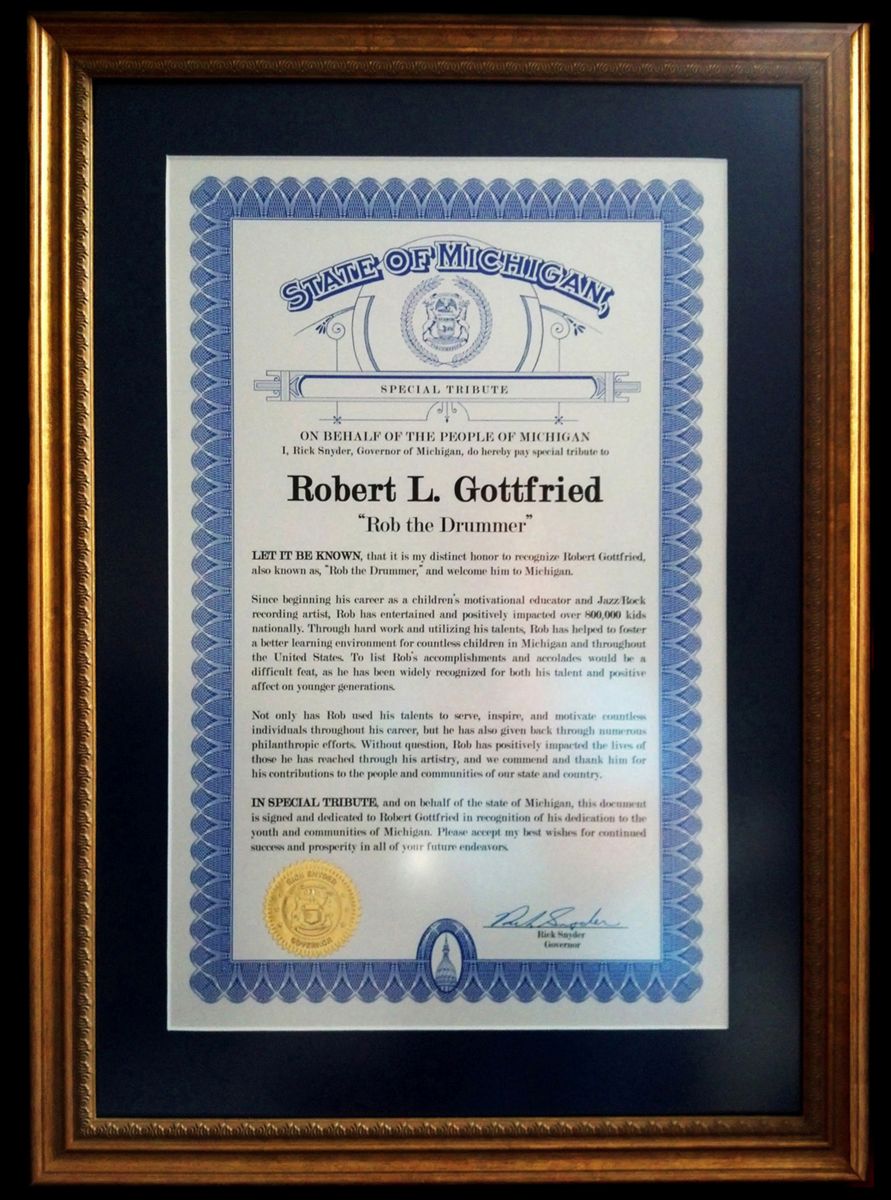 STATE OF MICHIGAN,
SPECIAL TRIBUTE
ON BEHALF OF THE PEOPLE OF MICHIGAN
I, Rick Snyder, Governor of Michigan, do hereby pay special tribute to
Robert L. Gottfried
“Rob the Drummer”
LET IT BE KNOWN, that it is my distinct honor to recognize Robert Gottfried,
also known as, "Rob the Drummer," and welcome him to Michigan.
Since beginning his career as a children's motivational educator and Jazz/Rock
recording artist, Rob has entertained and positively impacted over 800,000 kids
nationally. Through hard work and utilizing his talents, Rob has helped to foster
a better learning environment for countless children in Michigan and throughout
the United States. To list Rob's accomplishments and accolades would be a
difficult feat, as he has been widely recognized for both his talent and positive
affect on younger generations.
Not only has Rob used his talents to serve, inspire, and motivate countless
individuals throughout his career, but he has also given back through numerous
philanthropic efforts. Without question, Rob has positively impacted the lives of
those he has reached through his artistry, and we commend and thank him for
his contributions to the people and communities of our state and country.
IN SPECIAL TRIBUTE, and on behalf of the state of Michigan, this document
is signed and dedicated to Robert Gottfried in recognition of his dedication to the
youth and communities of Michigan. Please accept my best wishes for continued
success and prosperity in all of your future endeavors.
RICK SNYDER
GOVERNOR
Rick Snyder
Rick Snyder
Governor